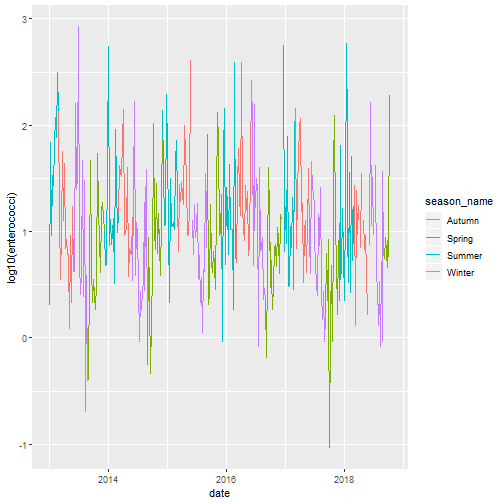 3
2
1
0
-1
log10(enterococci)
2014
2016
2018
date
season_name
Autumn
Spring
Summer
Winter